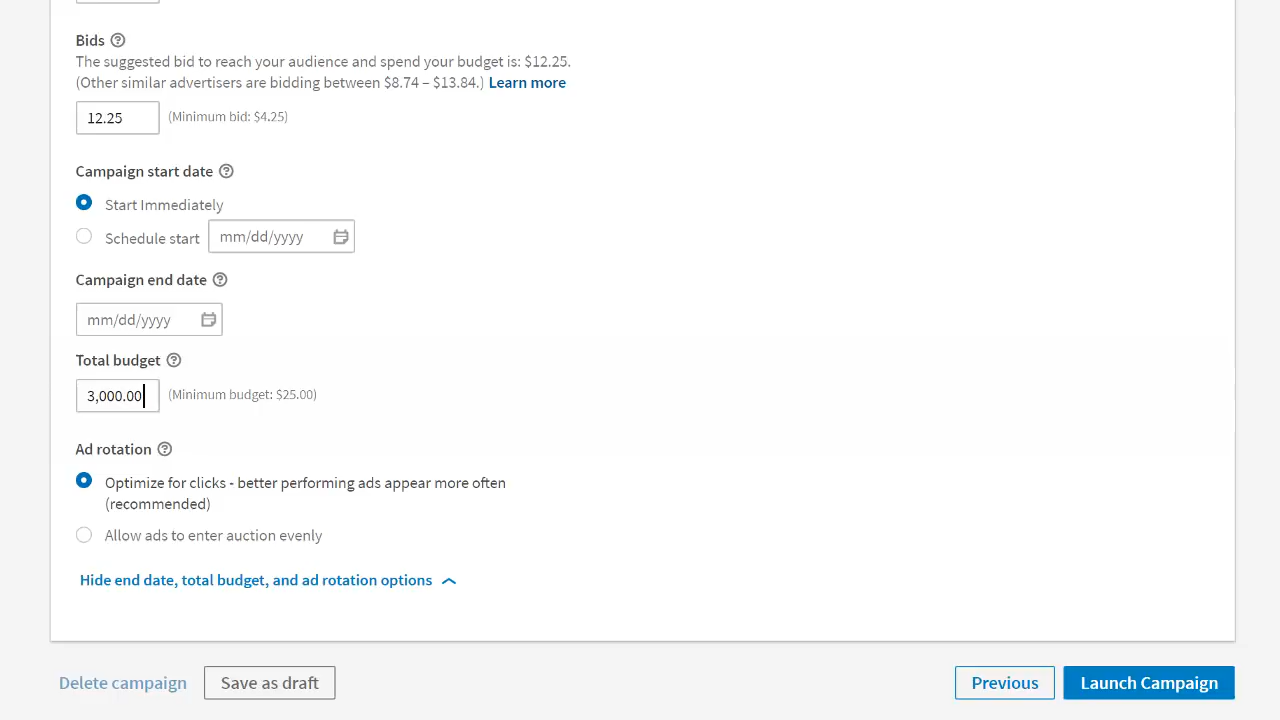 Bids
The suggested bid to reach your audience and spend your budget is: $12.25.
(Other similar advertisers are bidding between $8.74 – $13.84.) Learn more
12.25 (Minimum bid: $4.25)
Campaign start date
Start Immediately
Schedule start mm/dd/yyyy
Campaign end date
mm/dd/yyyy
Total budget
3,000.00 (Minimum budget: $25.00)
Ad rotation
Optimize for clicks - better performing ads appear more often
(recommended)
Allow ads to enter auction evenly
Hide end date, total budget, and ad rotation options
Delete campaign Save as draft Previous Launch Campaign